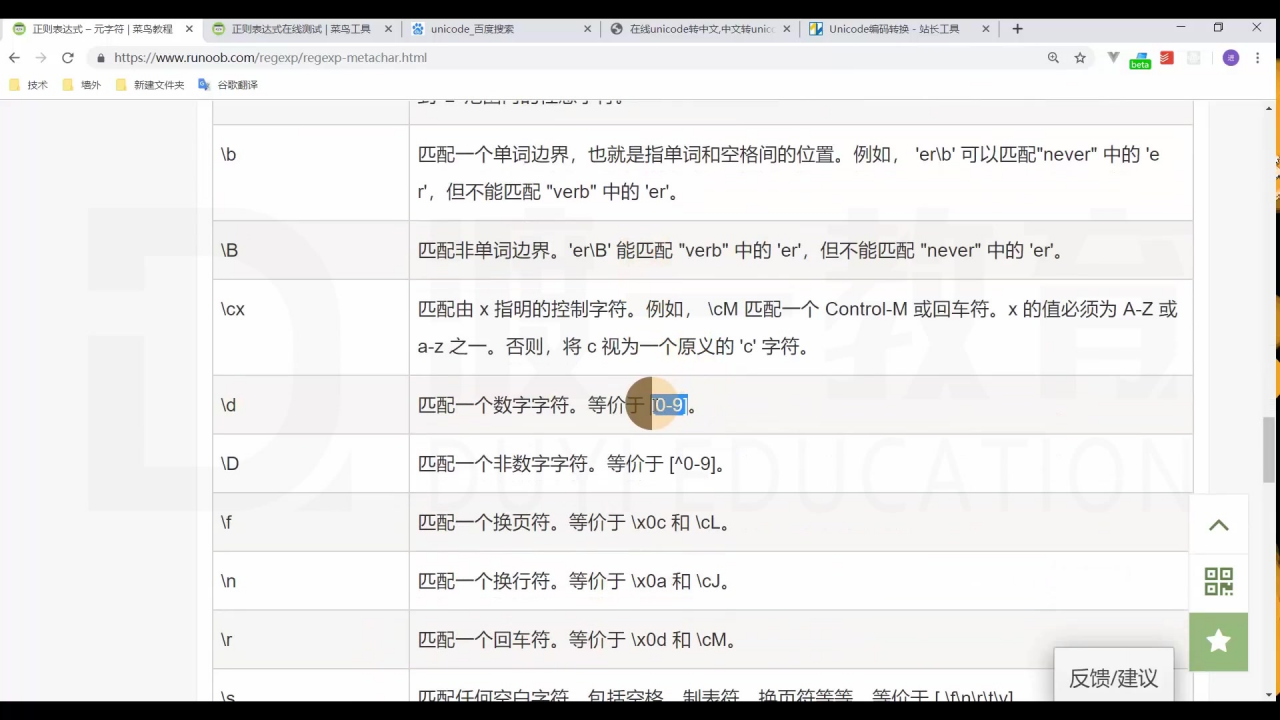 正则表达式 – 元字符 | 菜鸟教程
正则表达式在线测试 | 菜鸟工具
unicode_百度搜索
在线unicode转中文,中文转unic
Unicode编码转换 - 站长工具
https://www.runoob.com/regexp/regexp-metachar.html
beta
技术
墙外
新建文件夹
谷歌翻译
\b
匹配一个单词边界，也就是指单词和空格间的位置。例如， 'er\b' 可以匹配"never" 中的 'e
r'，但不能匹配 "verb" 中的 'er'。
\B
匹配非单词边界。'er\B' 能匹配 "verb" 中的 'er'，但不能匹配 "never" 中的 'er'。
\cx
匹配由 x 指明的控制字符。例如， \cM 匹配一个 Control-M 或回车符。x 的值必须为 A-Z 或
a-z 之一。否则，将 c 视为一个原义的 'c' 字符。
\d
匹配一个数字字符。等价于 [0-9]。
\D
匹配一个非数字字符。等价于 [^0-9]。
\f
匹配一个换页符。等价于 \x0c 和 \cL。
\n
匹配一个换行符。等价于 \x0a 和 \cJ。
\r
匹配一个回车符。等价于 \x0d 和 \cM。
\s
匹配任何空白字符，包括空格、制表符、换页符等等。等价于 [ \f\n\r\t\v]
反馈/建议
渡一教育
DUYI EDUCATION